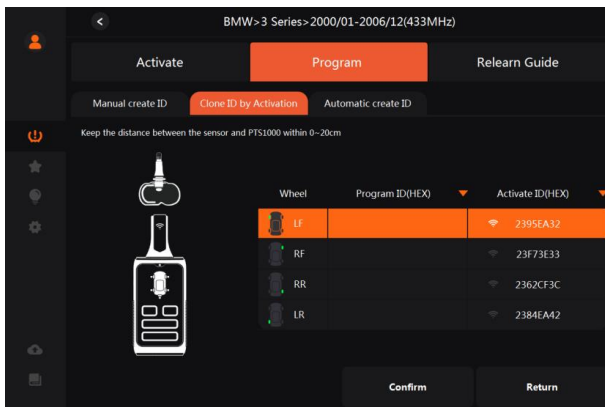 BMW>3 Series>2000/01-2006/12(433MHz)
Activate Program Relearn Guide
Manual create ID Clone ID by Activation Automatic create ID
Keep the distance between the sensor and PTS1000 within 0~20cm
Wheel Program ID(HEX) Activate ID(HEX)
LF 2395EA32
RF 23F73E33
RR 2362CF3C
LR 2384EA42
Confirm Return